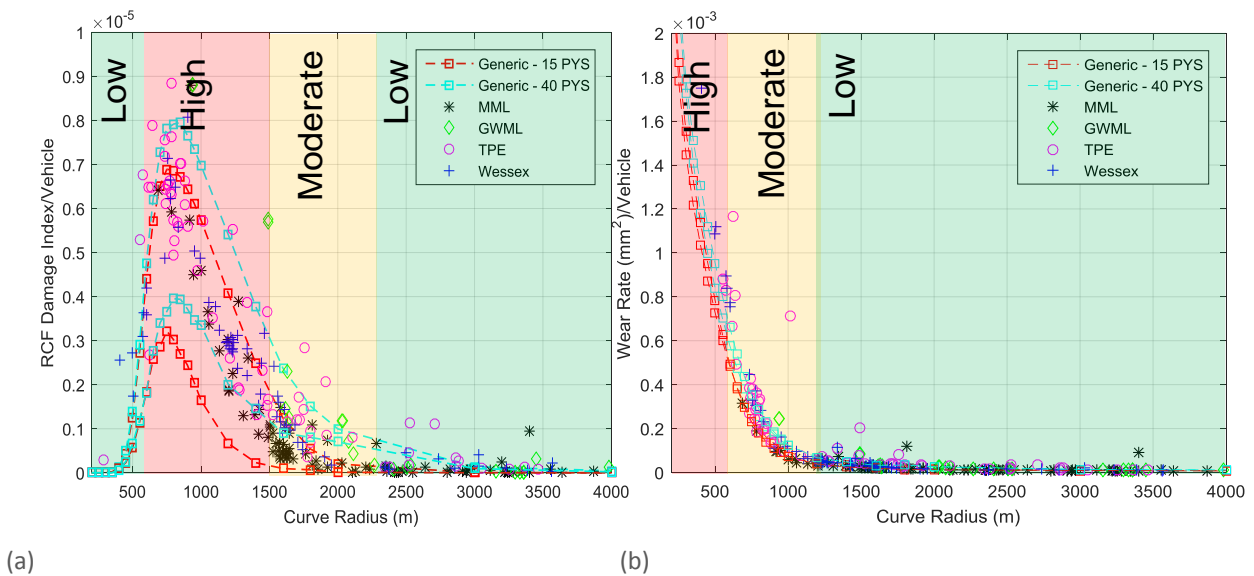 ×10⁻⁵
1
0.9
0.8
0.7
0.6
0.5
0.4
0.3
0.2
0.1
0
RCF Damage Index/Vehicle
Low
High
Moderate
Low
Generic - 15 PYS
Generic - 40 PYS
MML
GWML
TPE
Wessex
500 1000 1500 2000 2500 3000 3500 4000
Curve Radius (m)
(a)
×10⁻³
2
1.8
1.6
1.4
1.2
1
0.8
0.6
0.4
0.2
0
Wear Rate (mm²)/Vehicle
High
Moderate
Low
Generic - 15 PYS
Generic - 40 PYS
MML
GWML
TPE
Wessex
500 1000 1500 2000 2500 3000 3500 4000
Curve Radius (m)
(b)